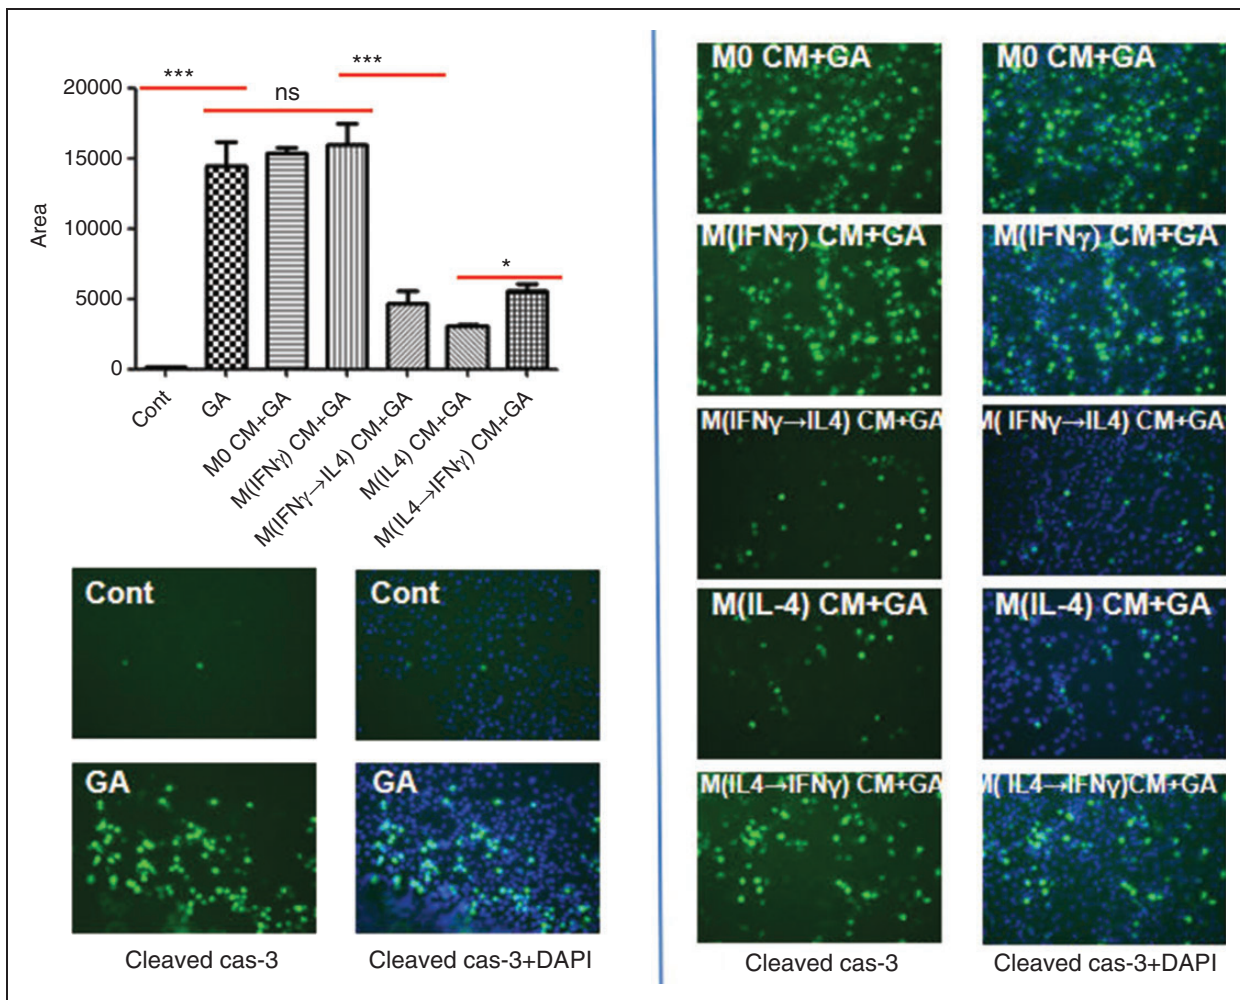 ***
***
20000
ns
15000
10000
Area
*
5000
0
Cont
GA
M0 CM+GA
M(IFNγ) CM+GA
M(IFNγ→IL4) CM+GA
M(IL4) CM+GA
M(IL4→IFNγ) CM+GA
Cont
Cont
GA
GA
Cleaved cas-3
Cleaved cas-3+DAPI
M0 CM+GA
M0 CM+GA
M(IFNγ) CM+GA
M(IFNγ) CM+GA
M(IFNγ→IL4) CM+GA
M( IFNγ→IL4) CM+GA
M(IL-4) CM+GA
M(IL-4) CM+GA
M(IL4→IFNγ) CM+GA
M( IL4→IFNγ)CM+GA
Cleaved cas-3
Cleaved cas-3+DAPI